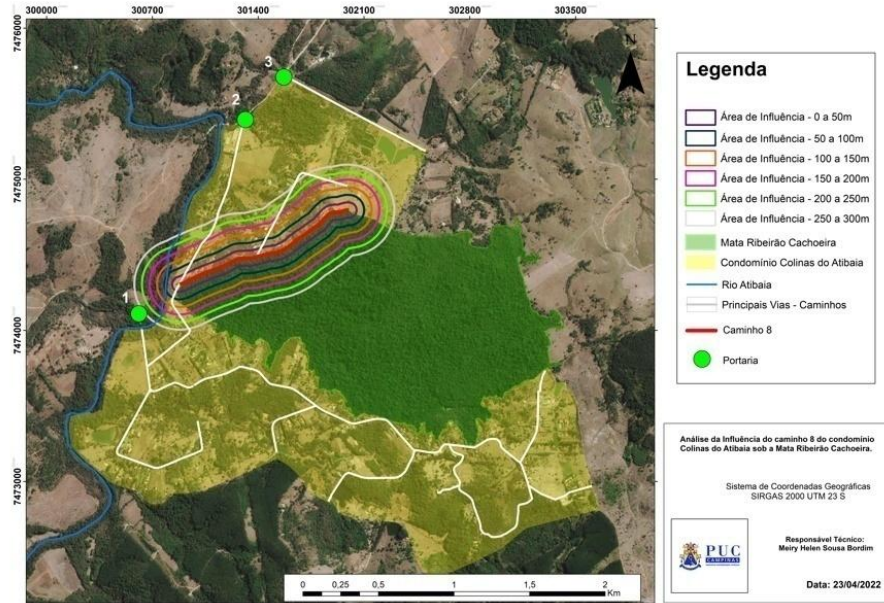 300000 300700 301400 302100 302800 303500
7476000
7475000
7474000
7473000
3
2
1
N
0 0,25 0,5 1 1,5 2
Km
Legenda
Área de Influência - 0 a 50m
Área de Influência - 50 a 100m
Área de Influência - 100 a 150m
Área de Influência - 150 a 200m
Área de Influência - 200 a 250m
Área de Influência - 250 a 300m
Mata Ribeirão Cachoeira
Condomínio Colinas do Atibaia
Rio Atibaia
Principais Vias - Caminhos
Caminho 8
Portaria
Análise da Influência do caminho 8 do condomínio
Colinas do Atibaia sob a Mata Ribeirão Cachoeira.
Sistema de Coordenadas Geográficas
SIRGAS 2000 UTM 23 S
PUC
CAMPINAS
Responsável Técnico:
Meiry Helen Sousa Bordim
Data: 23/04/2022